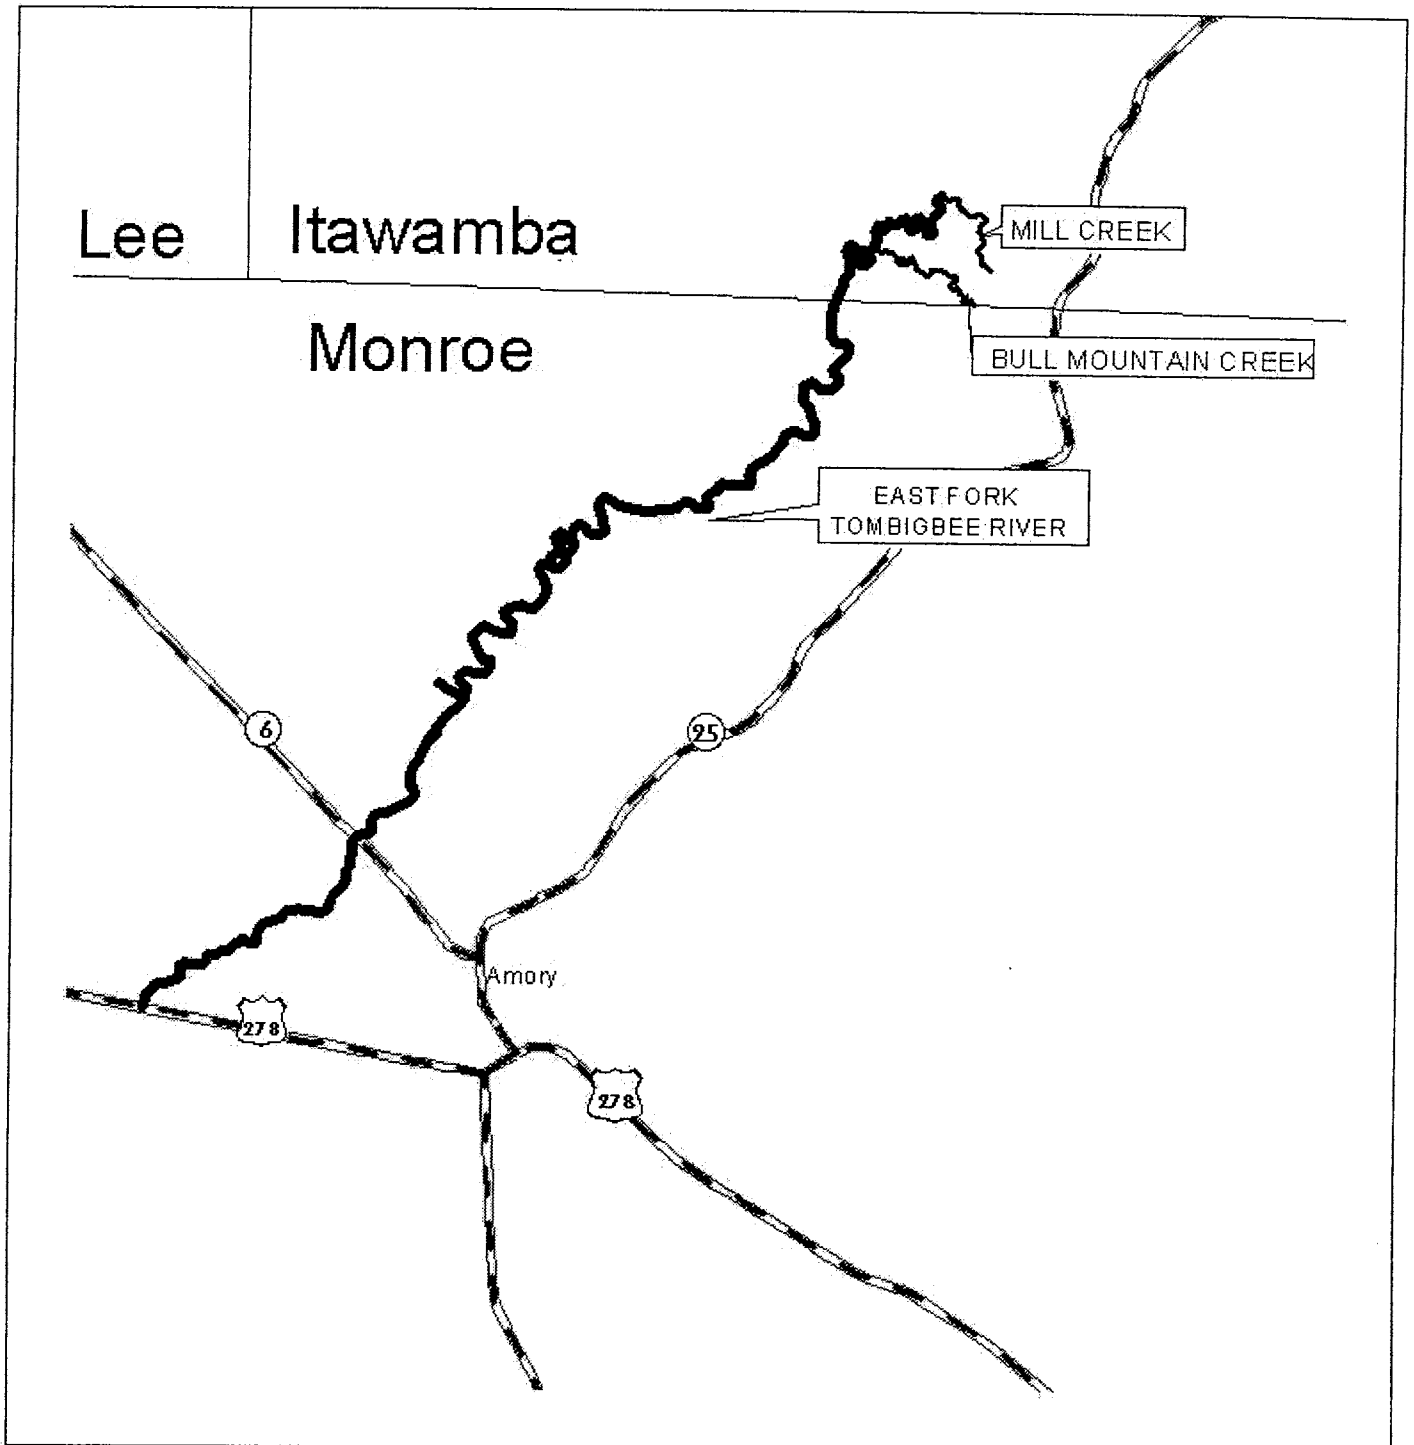 Lee
Itawamba
MILL CREEK
Monroe
BULL MOUNTAIN CREEK
EAST FORK
TOMBIGBEE RIVER
6
25
Amory
278
278